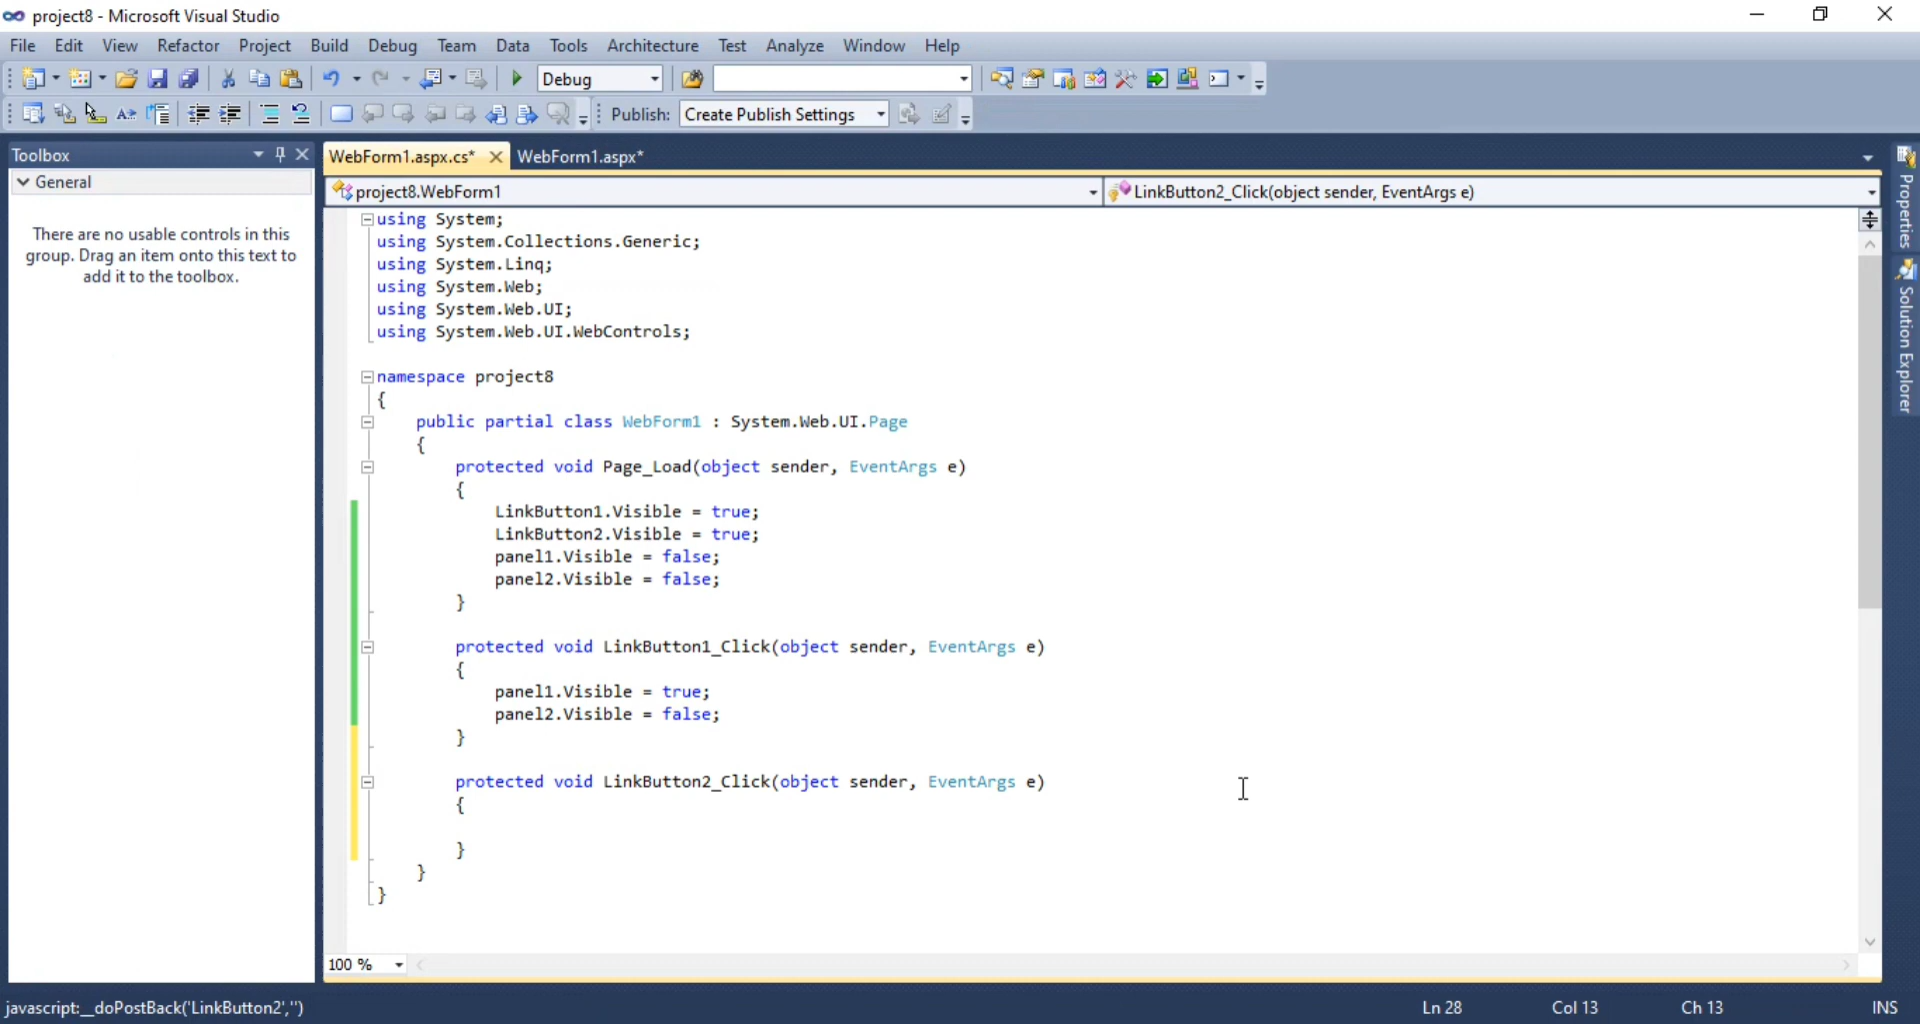 project8 - Microsoft Visual Studio
File Edit View Refactor Project Build Debug Team Data Tools Architecture Test Analyze Window Help
Debug
Publish: Create Publish Settings
Toolbox
General
There are no usable controls in this
group. Drag an item onto this text to
add it to the toolbox.
WebForm1.aspx.cs* WebForm1.aspx*
project8.WebForm1 LinkButton2_Click(object sender, EventArgs e)
using System;
using System.Collections.Generic;
using System.Linq;
using System.Web;
using System.Web.UI;
using System.Web.UI.WebControls;
namespace project8
{
public partial class WebForm1 : System.Web.UI.Page
{
protected void Page_Load(object sender, EventArgs e)
{
LinkButton1.Visible = true;
LinkButton2.Visible = true;
panel1.Visible = false;
panel2.Visible = false;
}
protected void LinkButton1_Click(object sender, EventArgs e)
{
panel1.Visible = true;
panel2.Visible = false;
}
protected void LinkButton2_Click(object sender, EventArgs e)
{
}
}
}
100 %
Properties
Solution Explorer
javascript:__doPostBack('LinkButton2','') Ln 28 Col 13 Ch 13 INS